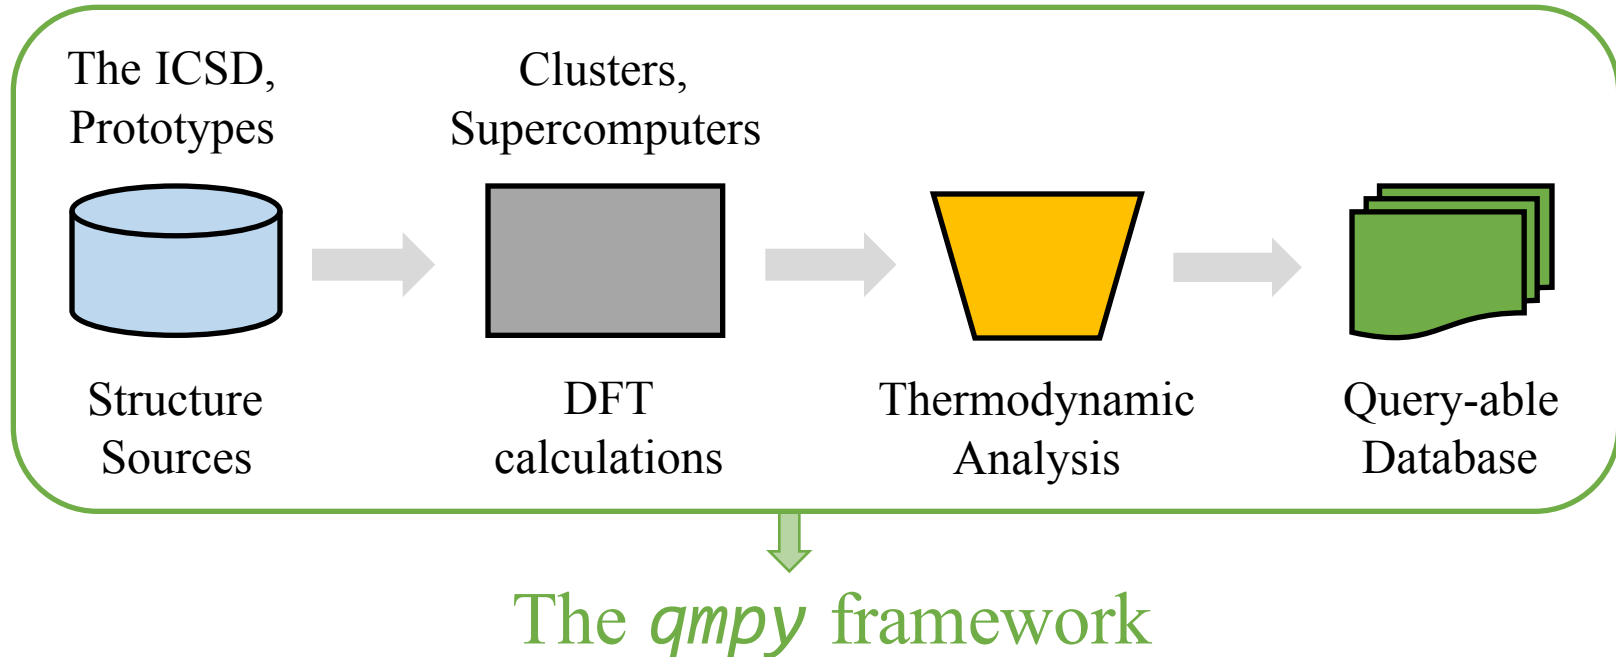 The ICSD,
Prototypes
Clusters,
Supercomputers
Structure
Sources
DFT
calculations
Thermodynamic
Analysis
Query-able
Database
The qmpy framework